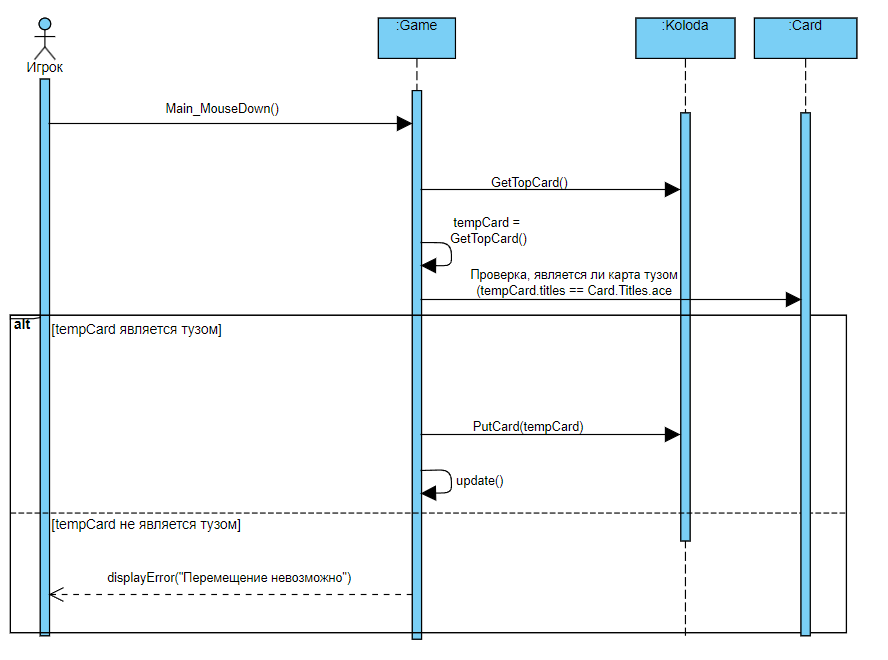 :Game
:Koloda
:Card
Игрок
Main_MouseDown()
GetTopCard()
tempCard =
GetTopCard()
Проверка, является ли карта тузом
(tempCard.titles == Card.Titles.ace
alt
[tempCard является тузом]
PutCard(tempCard)
update()
[tempCard не является тузом]
displayError("Перемещение невозможно")